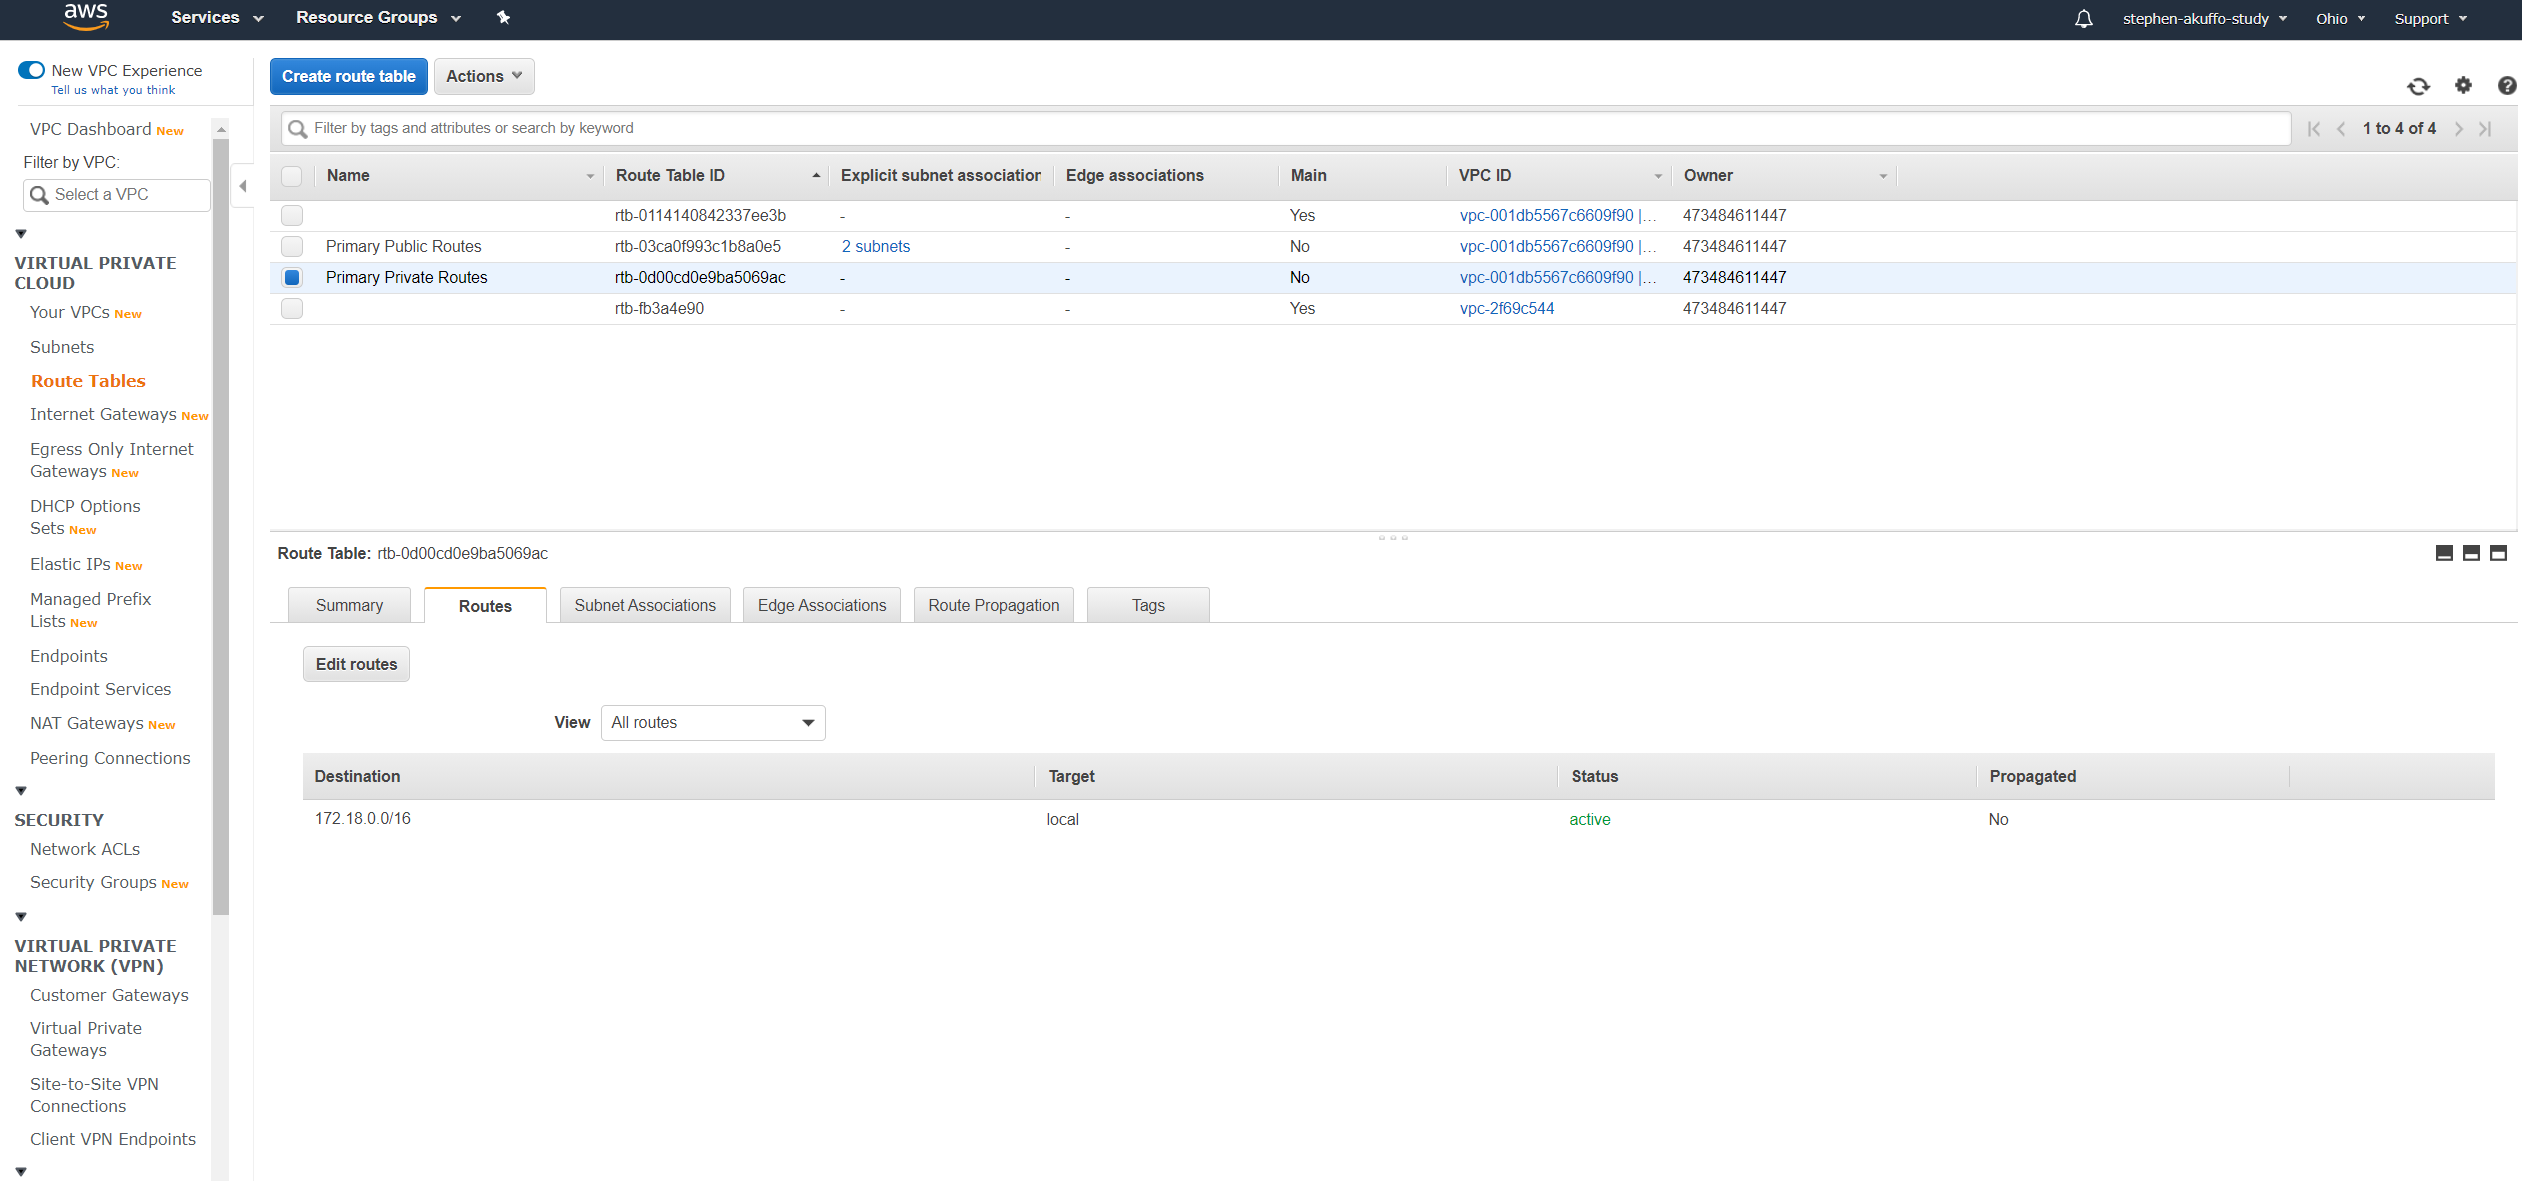 aws Services Resource Groups stephen-akuffo-study Ohio Support
New VPC Experience
Tell us what you think
VPC Dashboard New
Filter by VPC:
Select a VPC
VIRTUAL PRIVATE
CLOUD
Your VPCs New
Subnets
Route Tables
Internet Gateways New
Egress Only Internet
Gateways New
DHCP Options
Sets New
Elastic IPs New
Managed Prefix
Lists New
Endpoints
Endpoint Services
NAT Gateways New
Peering Connections
SECURITY
Network ACLs
Security Groups New
VIRTUAL PRIVATE
NETWORK (VPN)
Customer Gateways
Virtual Private
Gateways
Site-to-Site VPN
Connections
Client VPN Endpoints
Create route table Actions
Filter by tags and attributes or search by keyword 1 to 4 of 4
Name Route Table ID Explicit subnet association Edge associations Main VPC ID Owner
rtb-0114140842337ee3b - - Yes vpc-001db5567c6609f90 |... 473484611447
Primary Public Routes rtb-03ca0f993c1b8a0e5 2 subnets - No vpc-001db5567c6609f90 |... 473484611447
Primary Private Routes rtb-0d00cd0e9ba5069ac - - No vpc-001db5567c6609f90 |... 473484611447
rtb-fb3a4e90 - - Yes vpc-2f69c544 473484611447
Route Table: rtb-0d00cd0e9ba5069ac
Summary Routes Subnet Associations Edge Associations Route Propagation Tags
Edit routes
View All routes
Destination Target Status Propagated
172.18.0.0/16 local active No